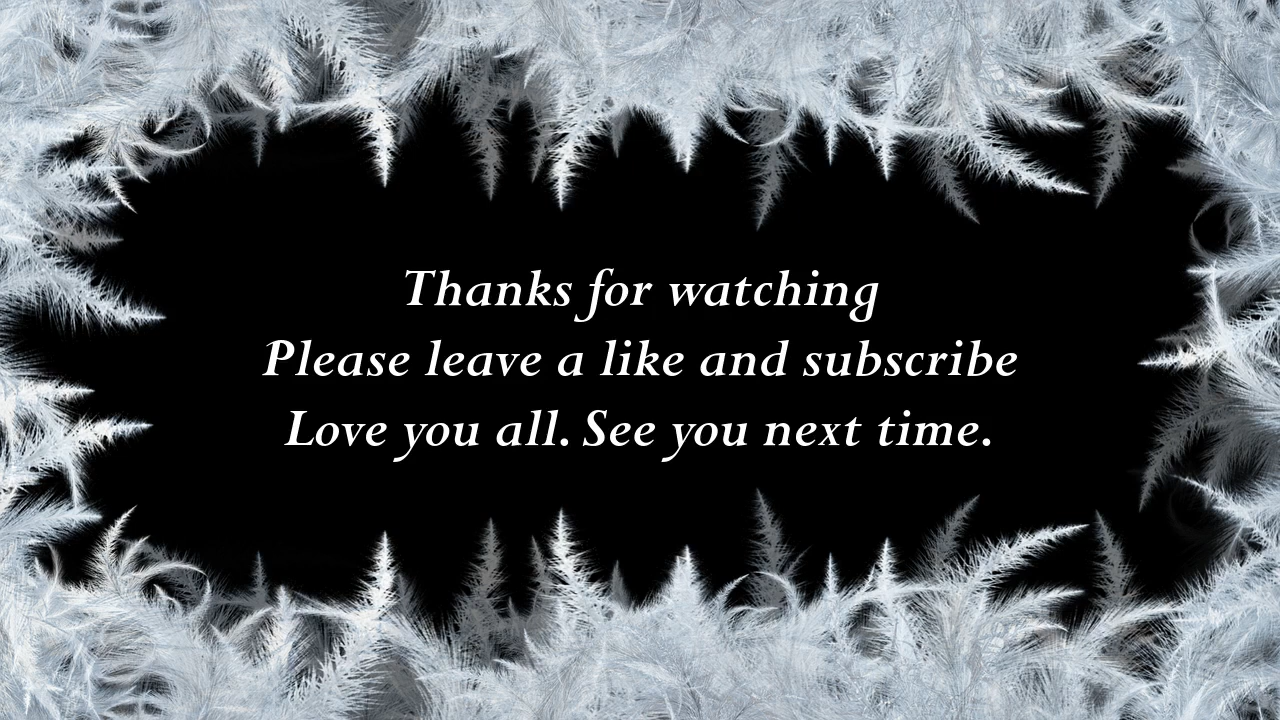 Thanks for watching
Please leave a like and subscribe
Love you all. See you next time.